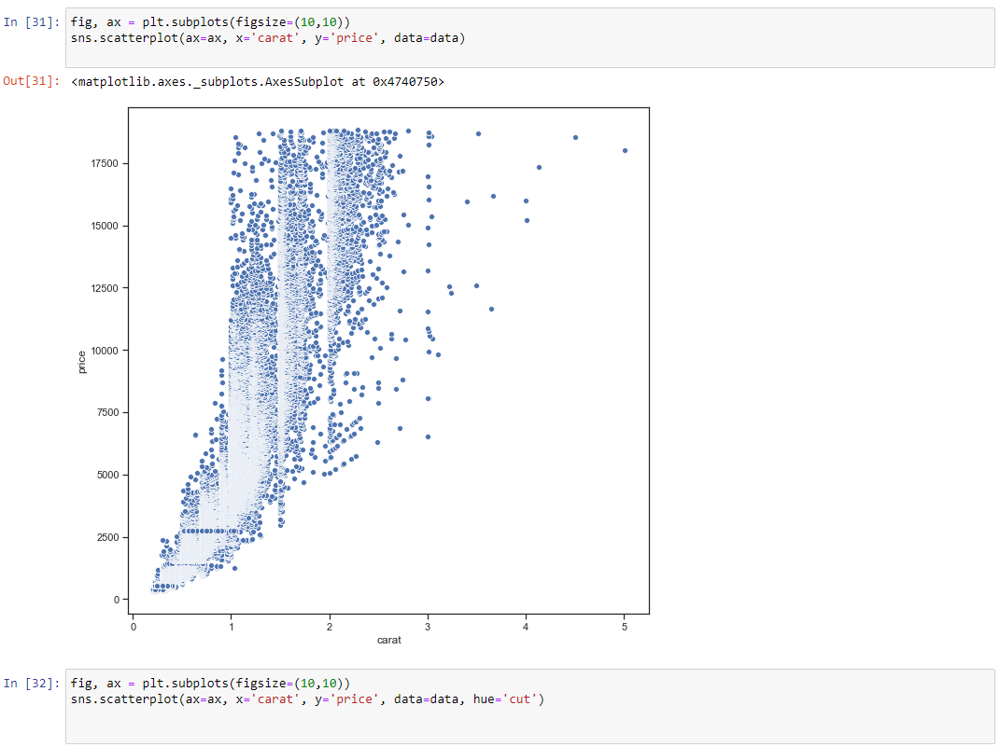 In [31]: fig, ax = plt.subplots(figsize=(10,10))
sns.scatterplot(ax=ax, x='carat', y='price', data=data)
Out[31]: <matplotlib.axes._subplots.AxesSubplot at 0x4740750>
17500
15000
12500
10000
price
7500
5000
2500
0
0 1 2 3 4 5
carat
In [32]: fig, ax = plt.subplots(figsize=(10,10))
sns.scatterplot(ax=ax, x='carat', y='price', data=data, hue='cut')